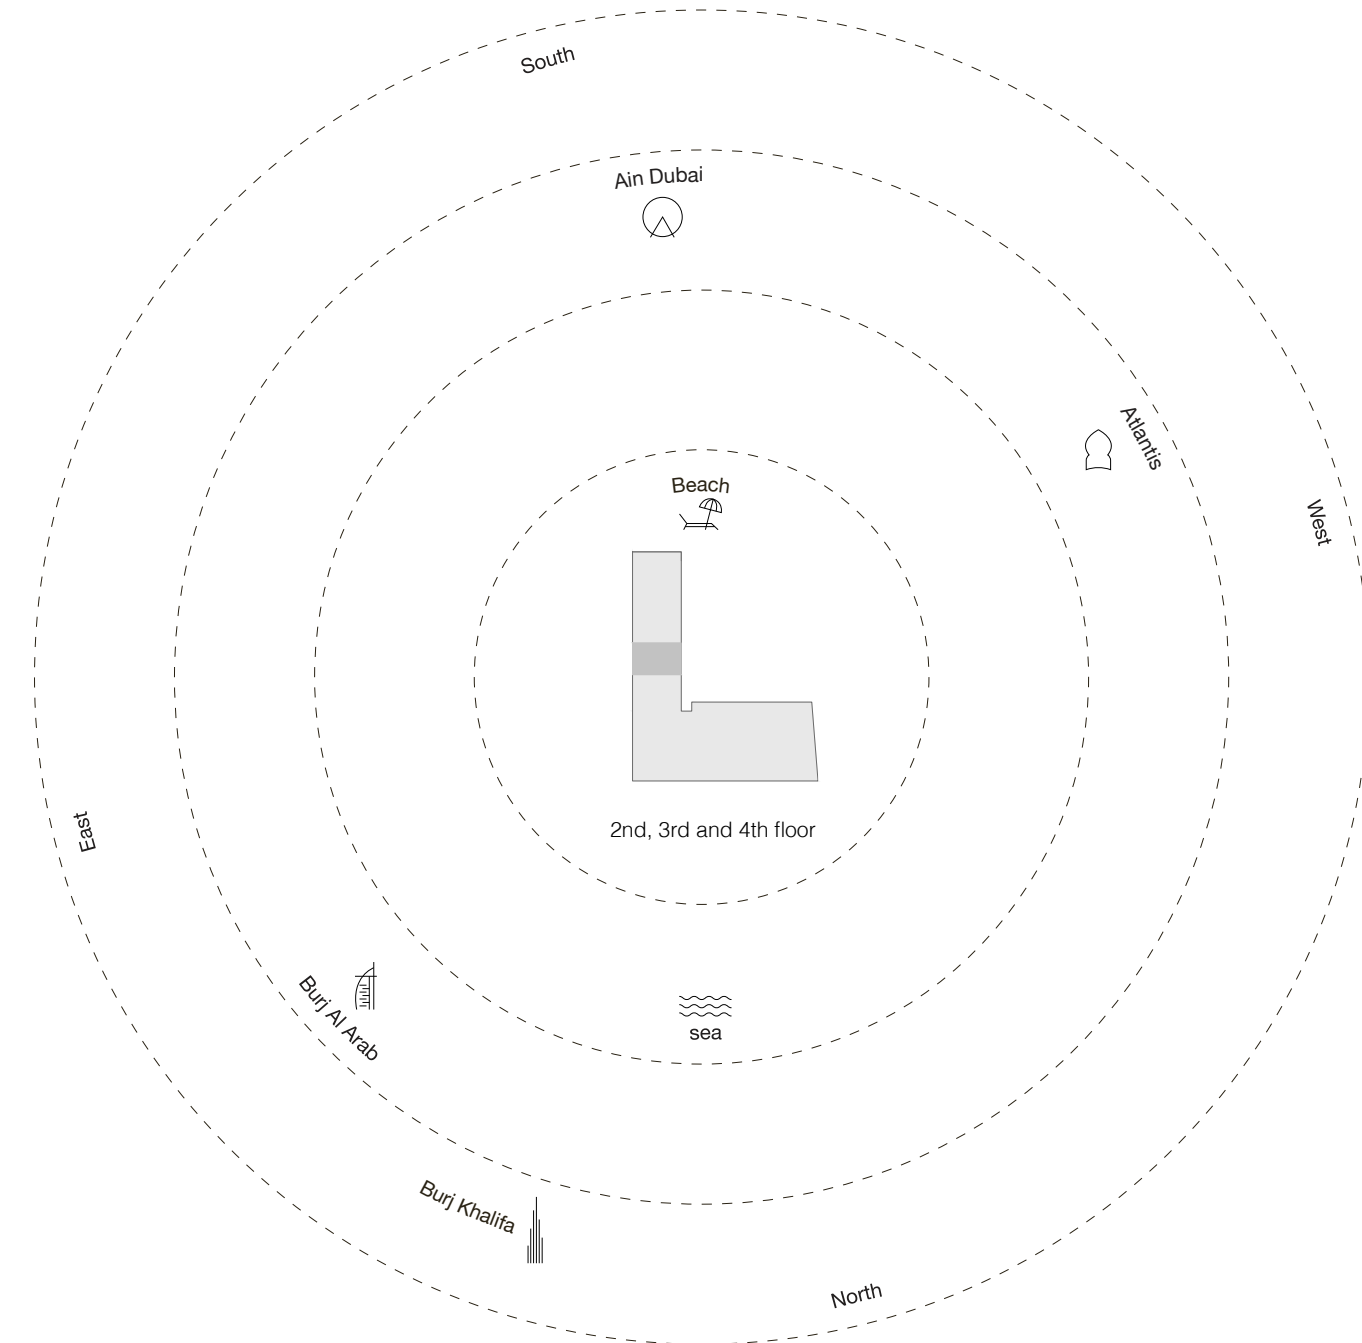 South
Ain Dubai
Atlantis
Beach
West
2nd, 3rd and 4th floor
East
Burj Al Arab
sea
Burj Khalifa
North